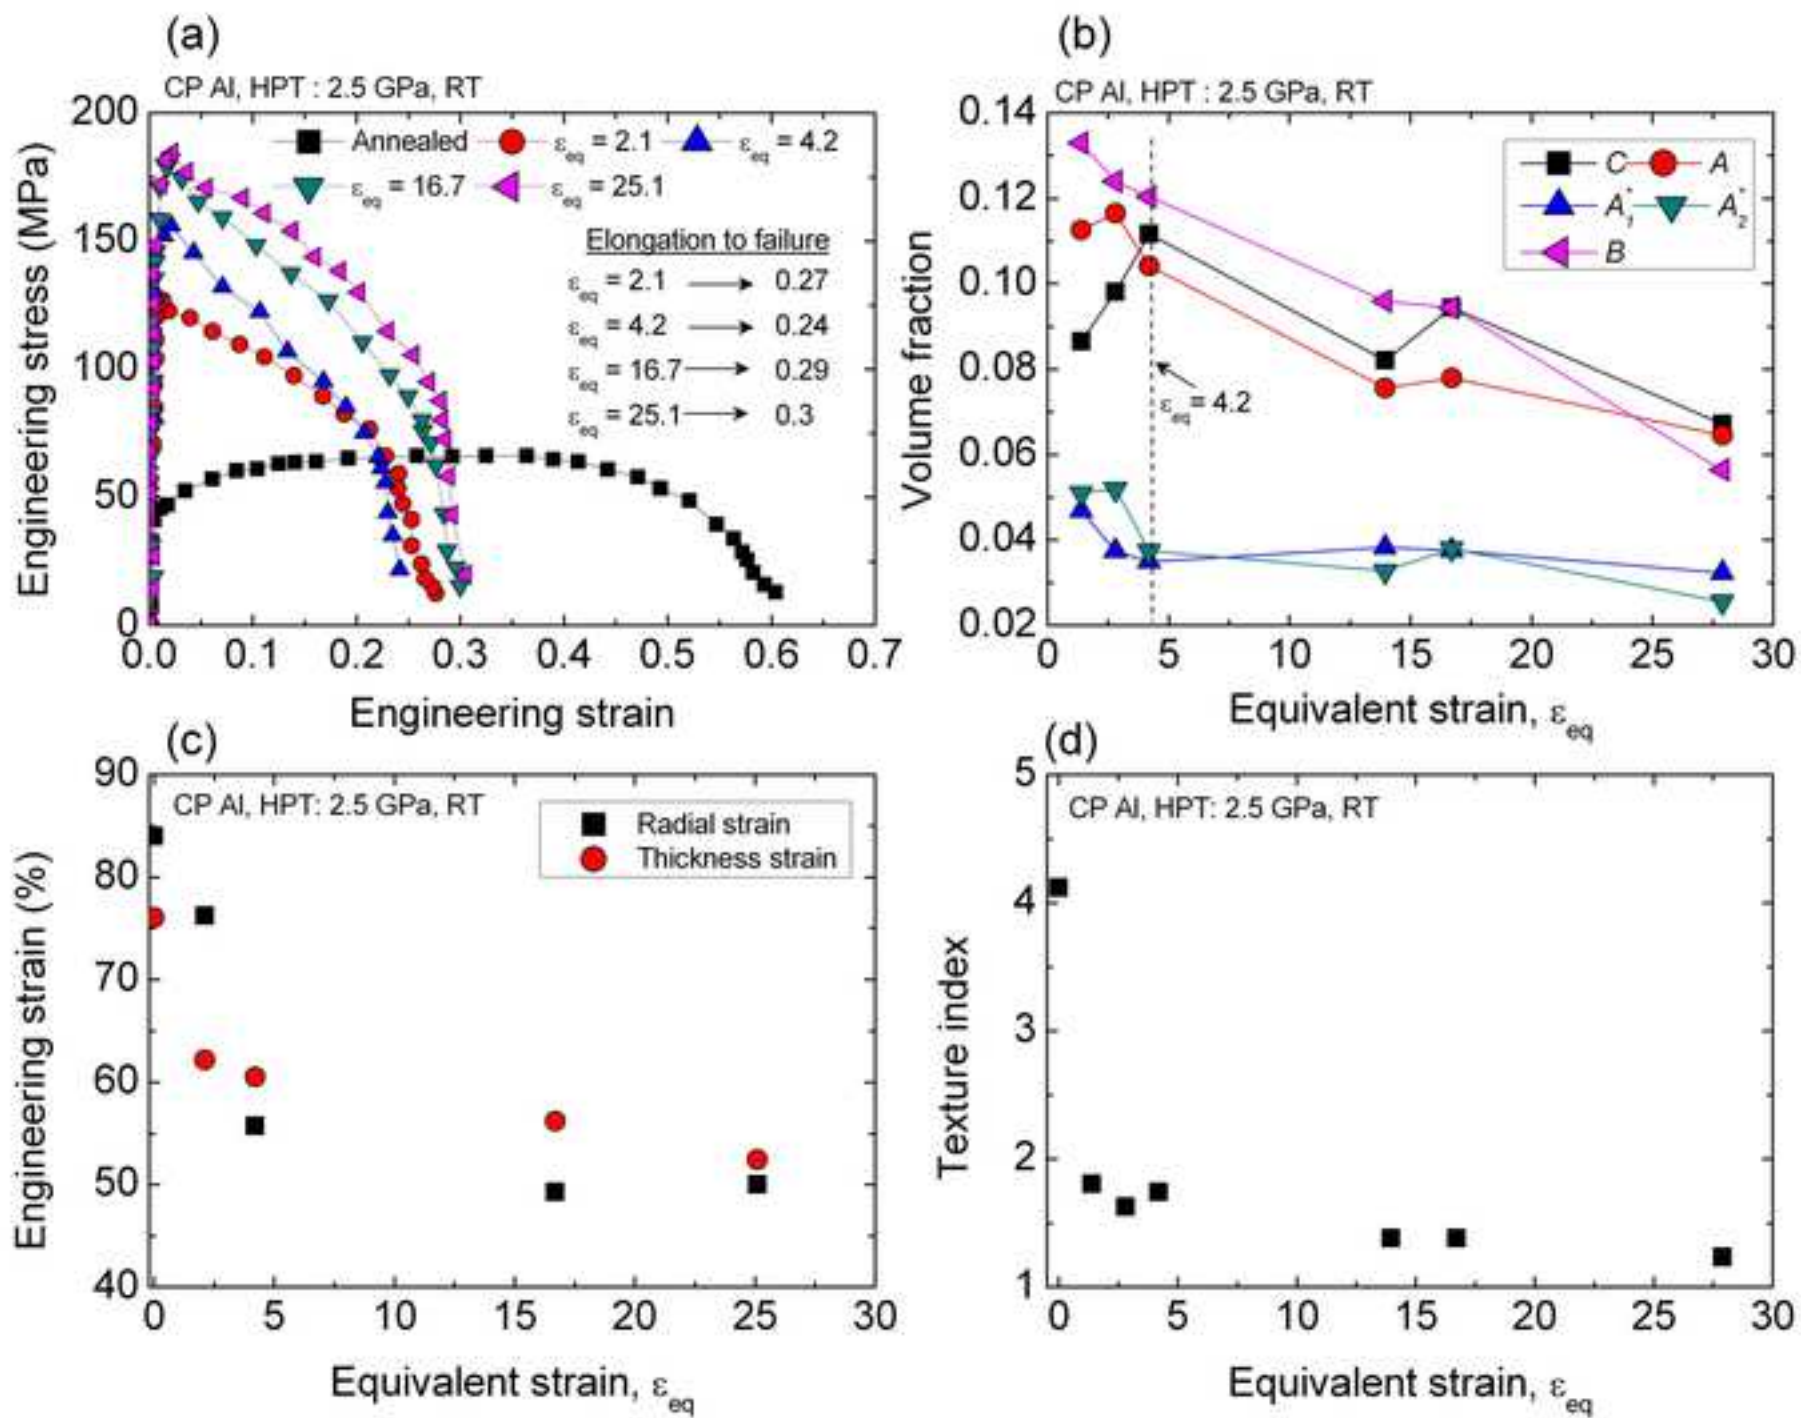 (a)
CP Al, HPT : 2.5 GPa, RT
Annealed
εeq = 2.1
εeq = 4.2
εeq = 16.7
εeq = 25.1
Elongation to failure
εeq = 2.1 → 0.27
εeq = 4.2 → 0.24
εeq = 16.7 → 0.29
εeq = 25.1 → 0.3
200
150
100
50
0
Engineering stress (MPa)
0.0 0.1 0.2 0.3 0.4 0.5 0.6 0.7
Engineering strain
(b)
CP Al, HPT : 2.5 GPa, RT
C A
A1* A2*
B
εeq = 4.2
0.14
0.12
0.10
0.08
0.06
0.04
0.02
Volume fraction
0 5 10 15 20 25 30
Equivalent strain, εeq
(c)
CP Al, HPT: 2.5 GPa, RT
Radial strain
Thickness strain
90
80
70
60
50
40
Engineering strain (%)
0 5 10 15 20 25 30
Equivalent strain, εeq
(d)
CP Al, HPT: 2.5 GPa, RT
5
4
3
2
1
Texture index
0 5 10 15 20 25 30
Equivalent strain, εeq